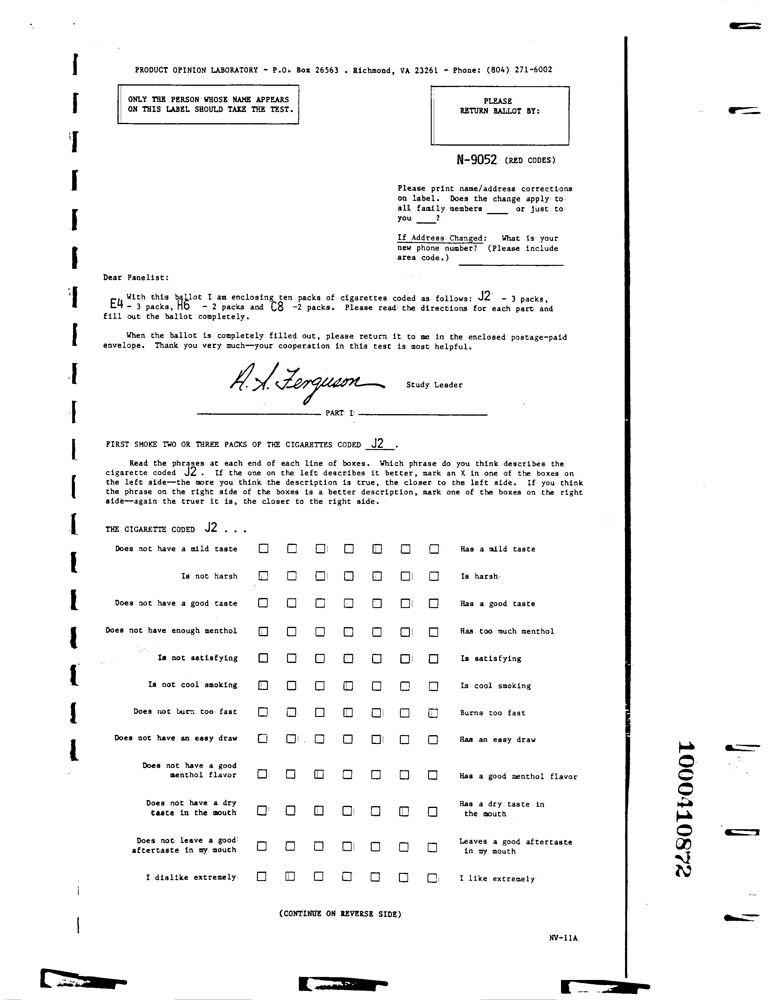 PRODUCT OPINION LABORATORY - P.O. Box 26563 . Richmond, VA 23261 - Phone: (804) 271-6002
ONLY THE PERSON WHOSE NAME APPEARS
ON THIS LABEL SHOULD TAKE THE TEST.
PLEASE
RETURN BALLOT BY:
N-9052 (RED CODES)
Please print name/address corrections
on label. Does the change apply to
all family members ____ or just to
you ____?
If Address Changed: What is your
new phone number? (Please include
area code.) ____
Dear Panelist:
With this ballot I am enclosing ten packs of cigarettes coded as follows: J2 - 3 packs,
E4 - 3 packs, H6 - 2 packs and C8 -2 packs. Please read the directions for each part and
fill out the ballot completely.
When the ballot is completely filled out, please return it to me in the enclosed postage-paid
envelope. Thank you very much—your cooperation in this test is most helpful.
A. S. Ferguson Study Leader
PART I
FIRST SMOKE TWO OR THREE PACKS OF THE CIGARETTES CODED J2 .
Read the phrases at each end of each line of boxes. Which phrase do you think describes the
cigarette coded J2 . If the one on the left describes it better, mark an X in one of the boxes on
the left side—the more you think the description is true, the closer to the left side. If you think
the phrase on the right side of the boxes is a better description, mark one of the boxes on the right
side—again the truer it is, the closer to the right side.
THE CIGARETTE CODED J2 . . .
Does not have a mild taste Has a mild taste
Is not harsh Is harsh
Does not have a good taste Has a good taste
Does not have enough menthol Has too much menthol
Is not satisfying Is satisfying
Is not cool smoking Is cool smoking
Does not burn too fast Burns too fast
Does not have an easy draw Has an easy draw
Does not have a good
menthol flavor Has a good menthol flavor
Does not have a dry Has a dry taste in
taste in the mouth the mouth
Does not leave a good Leaves a good aftertaste
aftertaste in my mouth in my mouth
I dislike extremely I like extremely
(CONTINUE ON REVERSE SIDE)
NV-11A
1000410872